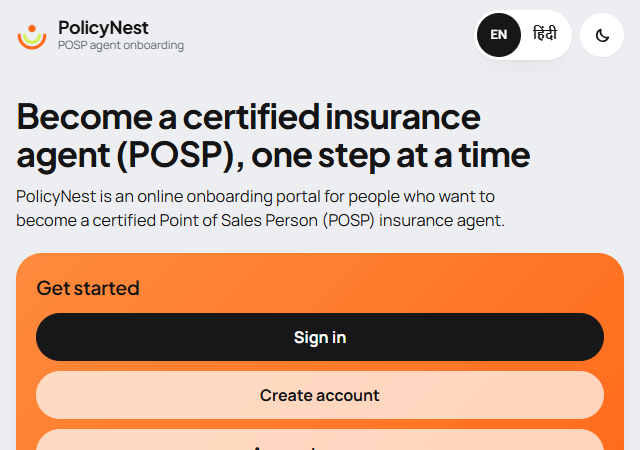 PolicyNest
POSP agent onboarding
EN
हिंदी
Become a certified insurance
agent (POSP), one step at a time
PolicyNest is an online onboarding portal for people who want to
become a certified Point of Sales Person (POSP) insurance agent.
Get started
Sign in
Create account